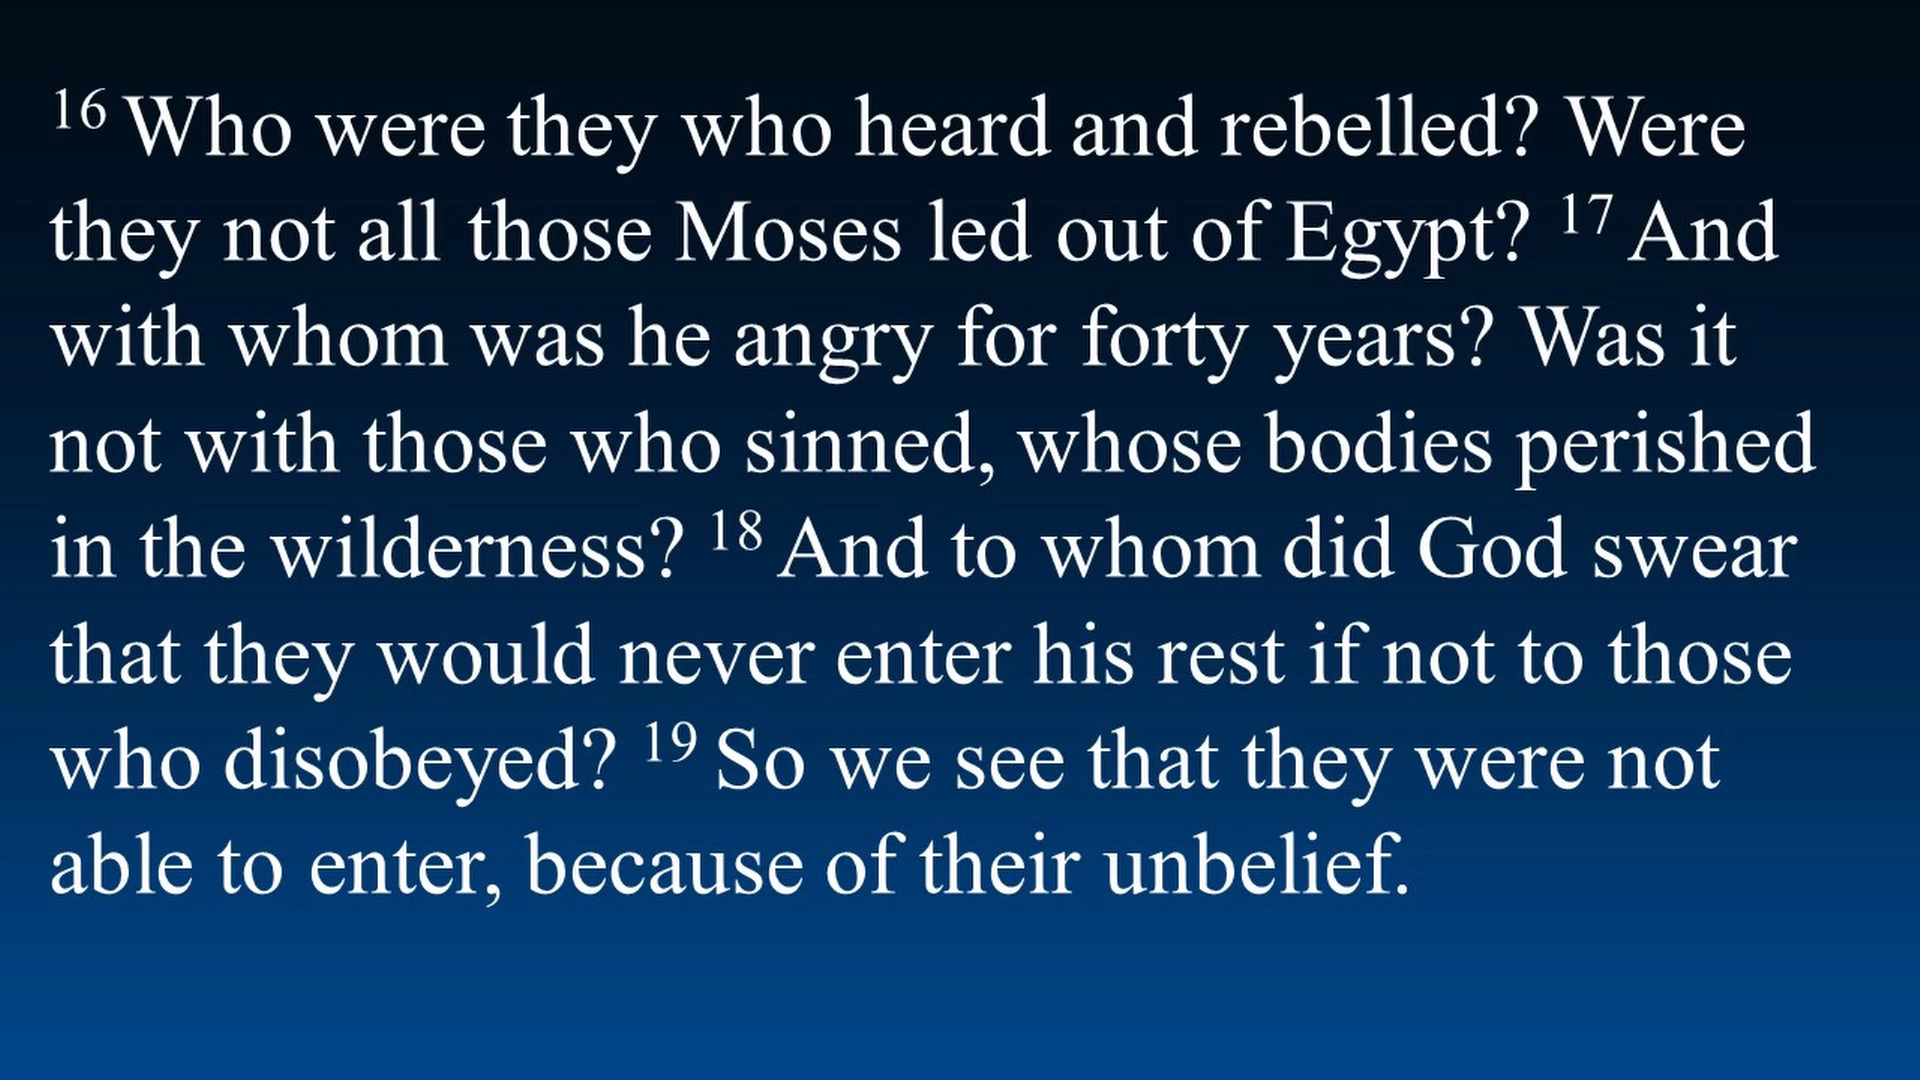 16 Who were they who heard and rebelled? Were
they not all those Moses led out of Egypt? 17 And
with whom was he angry for forty years? Was it
not with those who sinned, whose bodies perished
in the wilderness? 18 And to whom did God swear
that they would never enter his rest if not to those
who disobeyed? 19 So we see that they were not
able to enter, because of their unbelief.